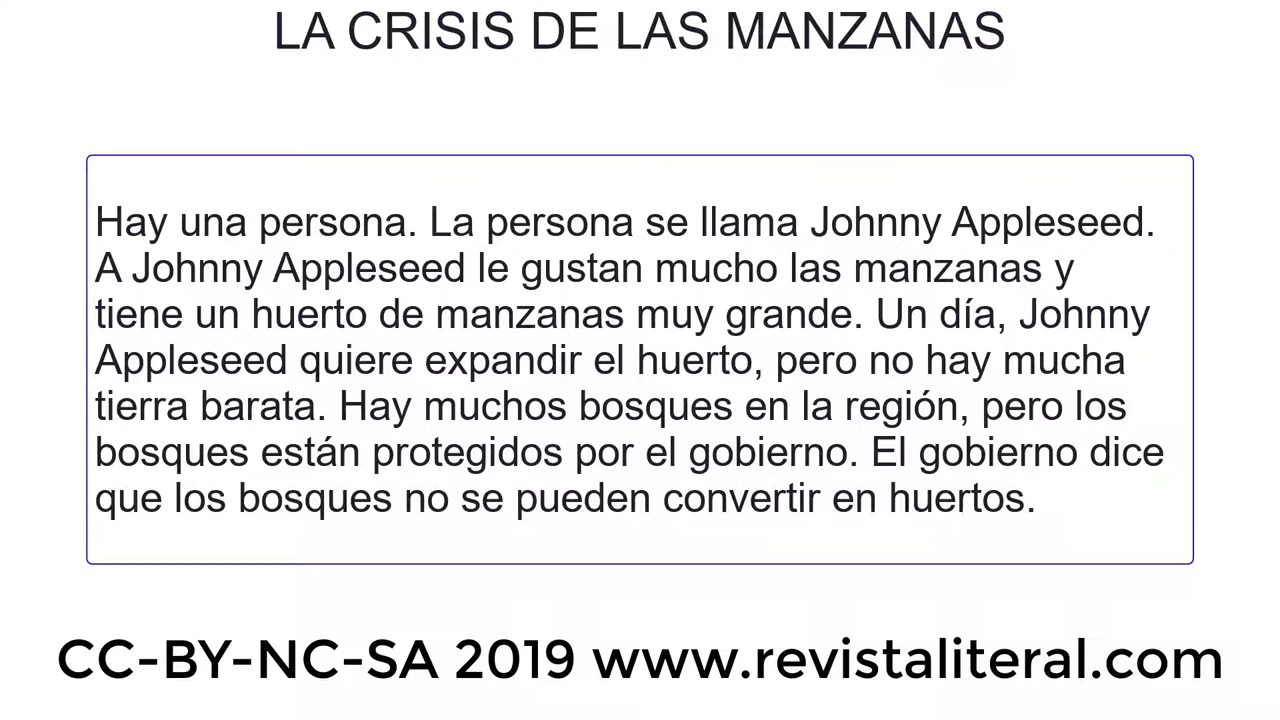 LA CRISIS DE LAS MANZANAS
Hay una persona. La persona se llama Johnny Appleseed.
A Johnny Appleseed le gustan mucho las manzanas y
tiene un huerto de manzanas muy grande. Un día, Johnny
Appleseed quiere expandir el huerto, pero no hay mucha
tierra barata. Hay muchos bosques en la región, pero los
bosques están protegidos por el gobierno. El gobierno dice
que los bosques no se pueden convertir en huertos.
CC-BY-NC-SA 2019 www.revistaliteral.com